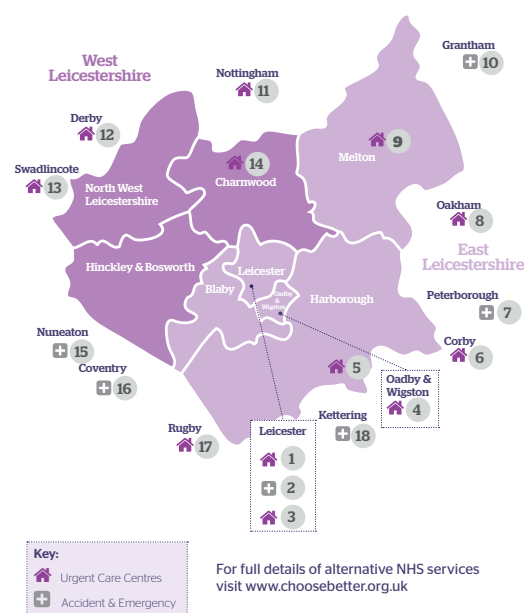 Grantham
10
West
Leicestershire
Nottingham
11
Derby
12
9
Melton
14
Charnwood
Swadlincote
13
North West
Leicestershire
Oakham
8
East
Leicestershire
Hinckley & Bosworth
Leicester
Blaby
Oadby
&
Wigston
Harborough
Peterborough
7
Nuneaton
15
Corby
6
Coventry
16
5
Oadby &
Wigston
4
Rugby
17
Leicester
1
2
3
Kettering
18
Key:
Urgent Care Centres
Accident & Emergency
For full details of alternative NHS services
visit www.choosebetter.org.uk